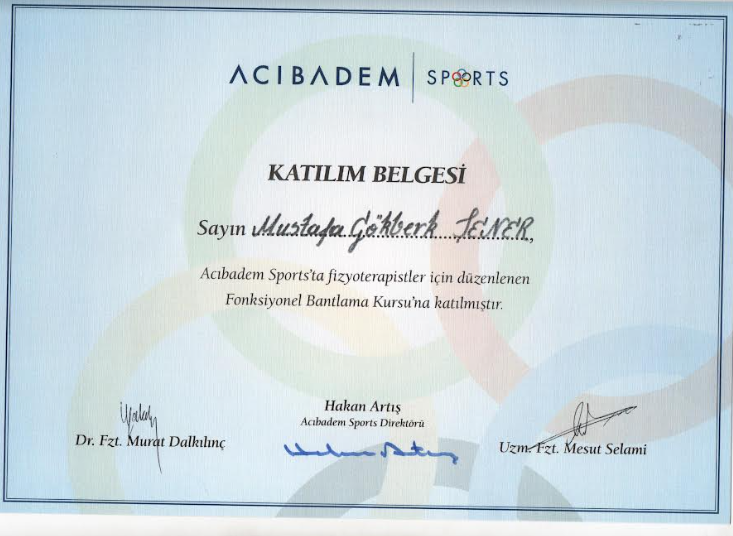 ACIBADEM | SPORTS
KATILIM BELGESİ
Sayın Mustafa Gökberk ŞENER,
Acıbadem Sports'ta fizyoterapistler için düzenlenen
Fonksiyonel Bantlama Kursu'na katılmıştır.
Hakan Artış
Acıbadem Sports Direktörü
Dr. Fzt. Murat Dalkılınç
Uzm. Fzt. Mesut Selami